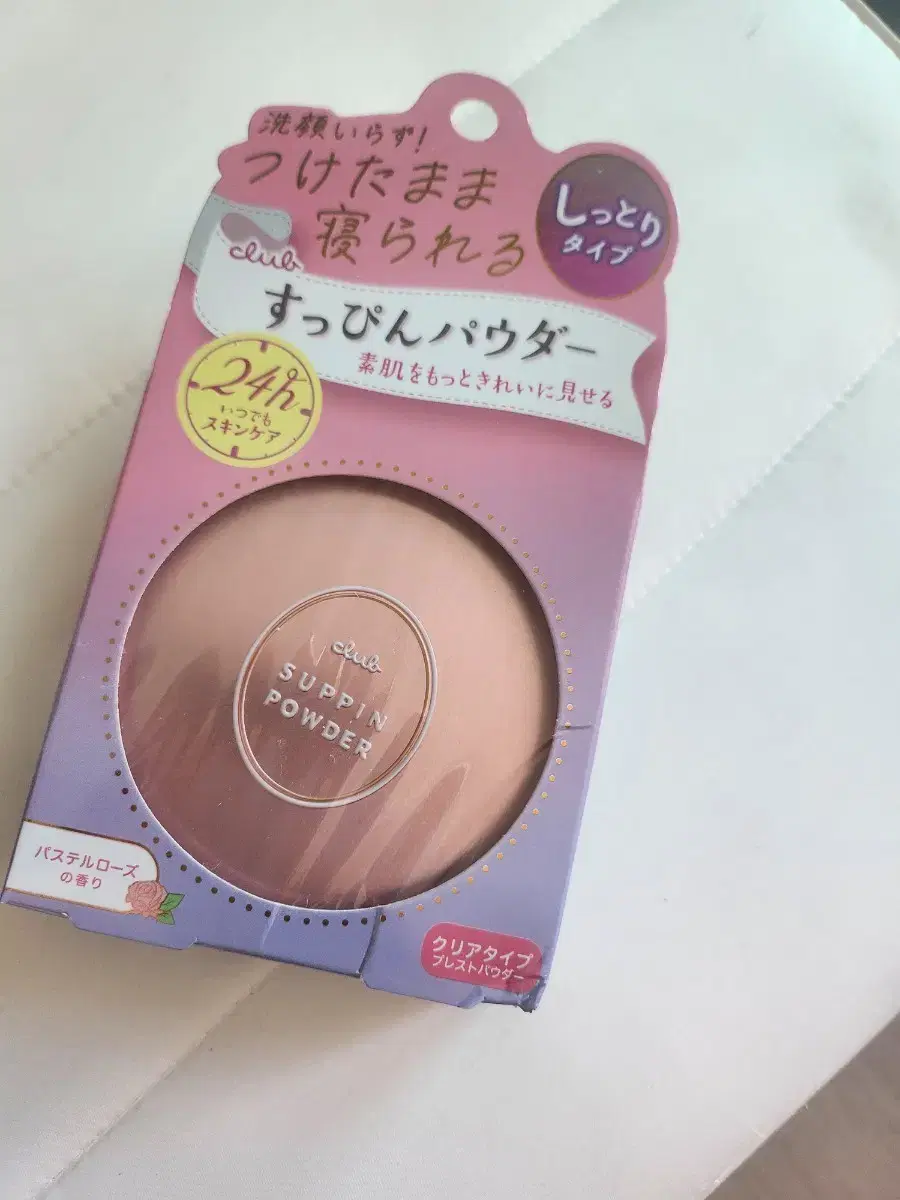 洗顔いらず!
つけたまま
寝られる
しっとり
タイプ
club
すっぴんパウダー
素肌をもっときれいに見せる
24h
いつでも
スキンケア
club
SUPPIN
POWDER
パステルローズ
の香り
クリアタイプ
プレストパウダー